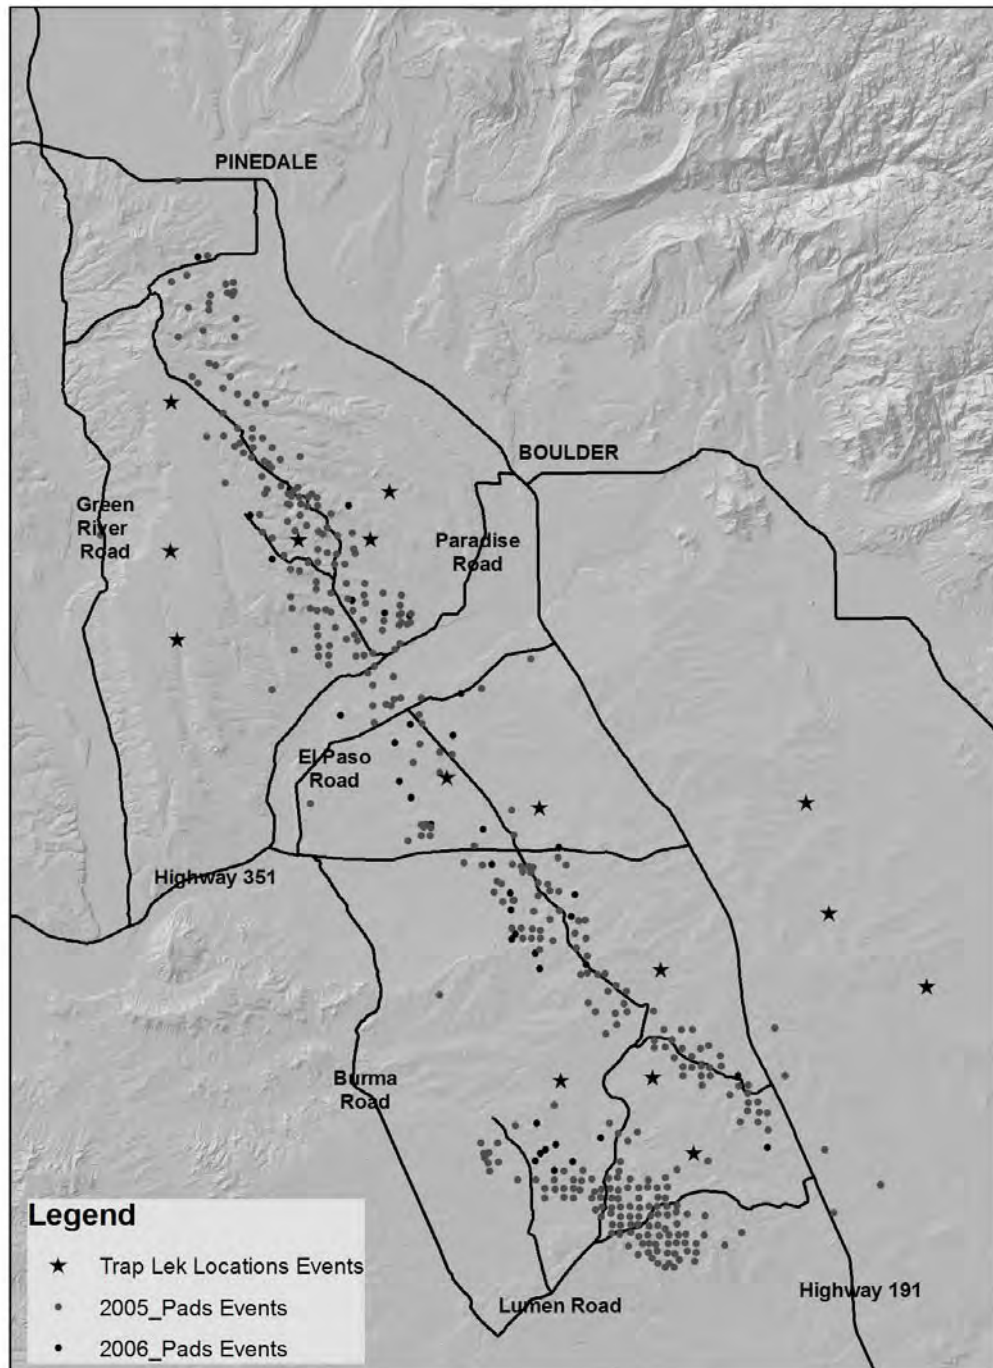 PINEDALE
BOULDER
Green
River
Road
Paradise
Road
El Paso
Road
Highway 351
Burma
Road
Legend
Trap Lek Locations Events
2005_Pads Events
2006_Pads Events
Lumen Road
Highway 191